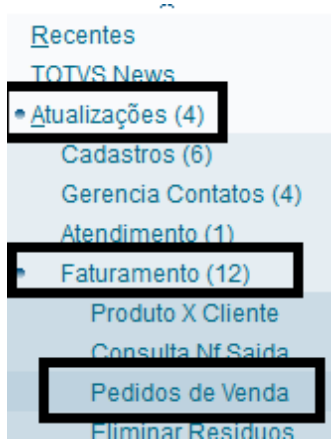 Recentes
TOTVS News
Atualizações (4)
Cadastros (6)
Gerencia Contatos (4)
Atendimento (1)
Faturamento (12)
Produto X Cliente
Consulta Nf Saida
Pedidos de Venda
Eliminar Resíduos